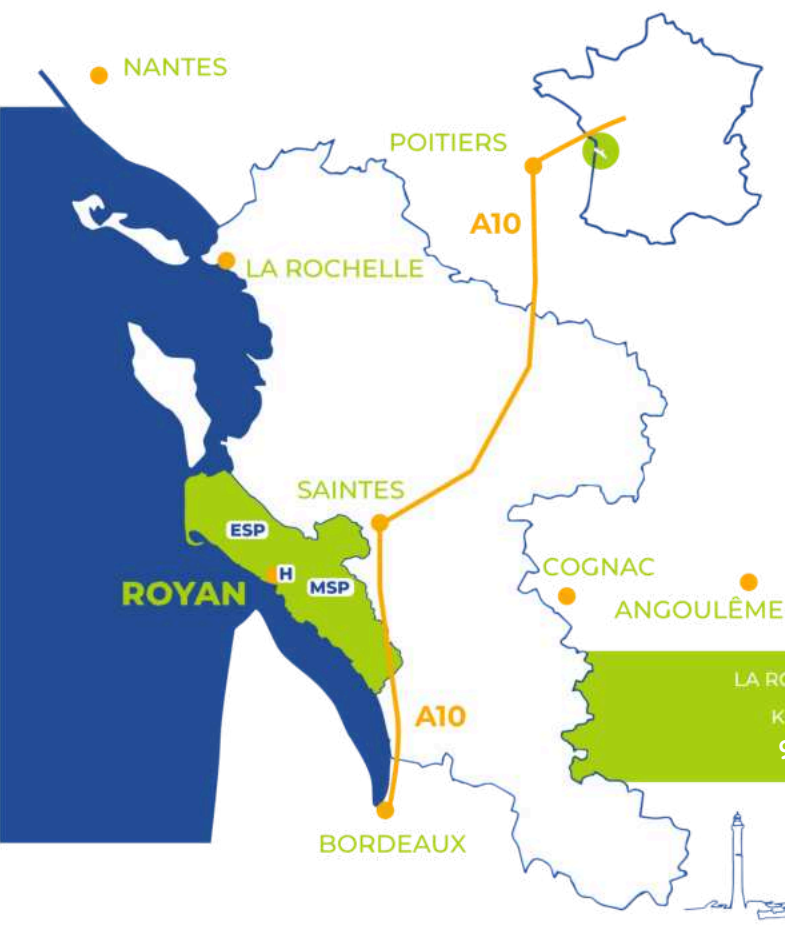 NANTES
POITIERS
A10
LA ROCHELLE
SAINTES
ESP
H
MSP
ROYAN
COGNAC
ANGOULÊME
A10
BORDEAUX